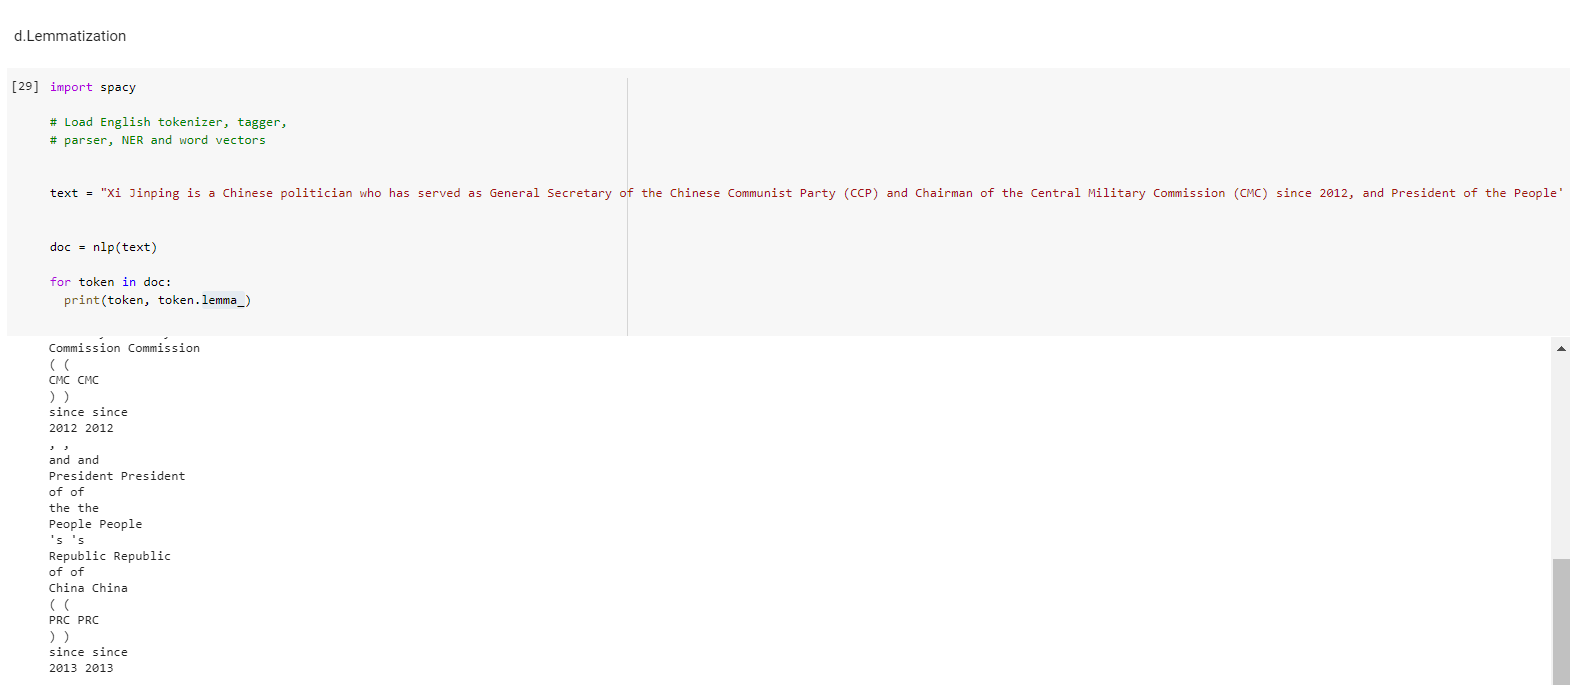 d.Lemmatization
[29] import spacy
# Load English tokenizer, tagger,
# parser, NER and word vectors
text = "Xi Jinping is a Chinese politician who has served as General Secretary of the Chinese Communist Party (CCP) and Chairman of the Central Military Commission (CMC) since 2012, and President of the People'
doc = nlp(text)
for token in doc:
print(token, token.lemma_)
Commission Commission
( (
CMC CMC
) )
since since
2012 2012
, ,
and and
President President
of of
the the
People People
's 's
Republic Republic
of of
China China
( (
PRC PRC
) )
since since
2013 2013